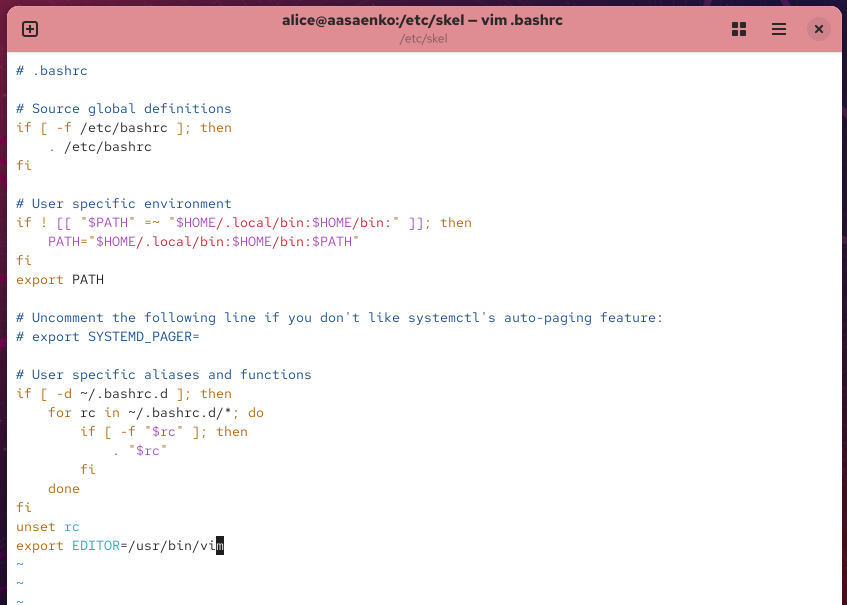 alice@aasaenko:/etc/skel — vim .bashrc
/etc/skel
# .bashrc
# Source global definitions
if [ -f /etc/bashrc ]; then
    . /etc/bashrc
fi
# User specific environment
if ! [[ "$PATH" =~ "$HOME/.local/bin:$HOME/bin:" ]]; then
    PATH="$HOME/.local/bin:$HOME/bin:$PATH"
fi
export PATH
# Uncomment the following line if you don't like systemctl's auto-paging feature:
# export SYSTEMD_PAGER=
# User specific aliases and functions
if [ -d ~/.bashrc.d ]; then
    for rc in ~/.bashrc.d/*; do
        if [ -f "$rc" ]; then
            . "$rc"
        fi
    done
fi
unset rc
export EDITOR=/usr/bin/vim
~
~
~